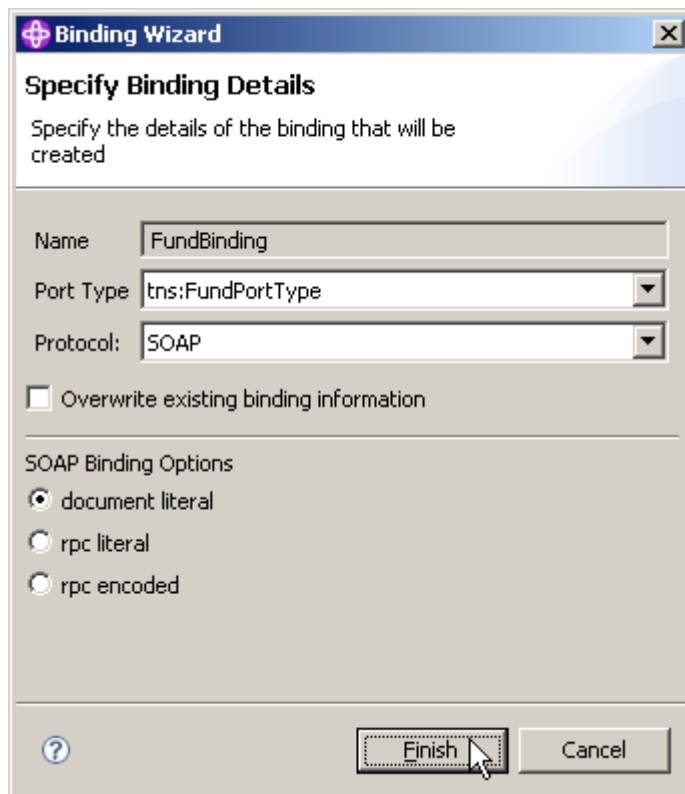 Binding Wizard
Specify Binding Details
Specify the details of the binding that will be
created
Name FundBinding
Port Type tns:FundPortType
Protocol: SOAP
Overwrite existing binding information
SOAP Binding Options
document literal
rpc literal
rpc encoded
? Finish Cancel